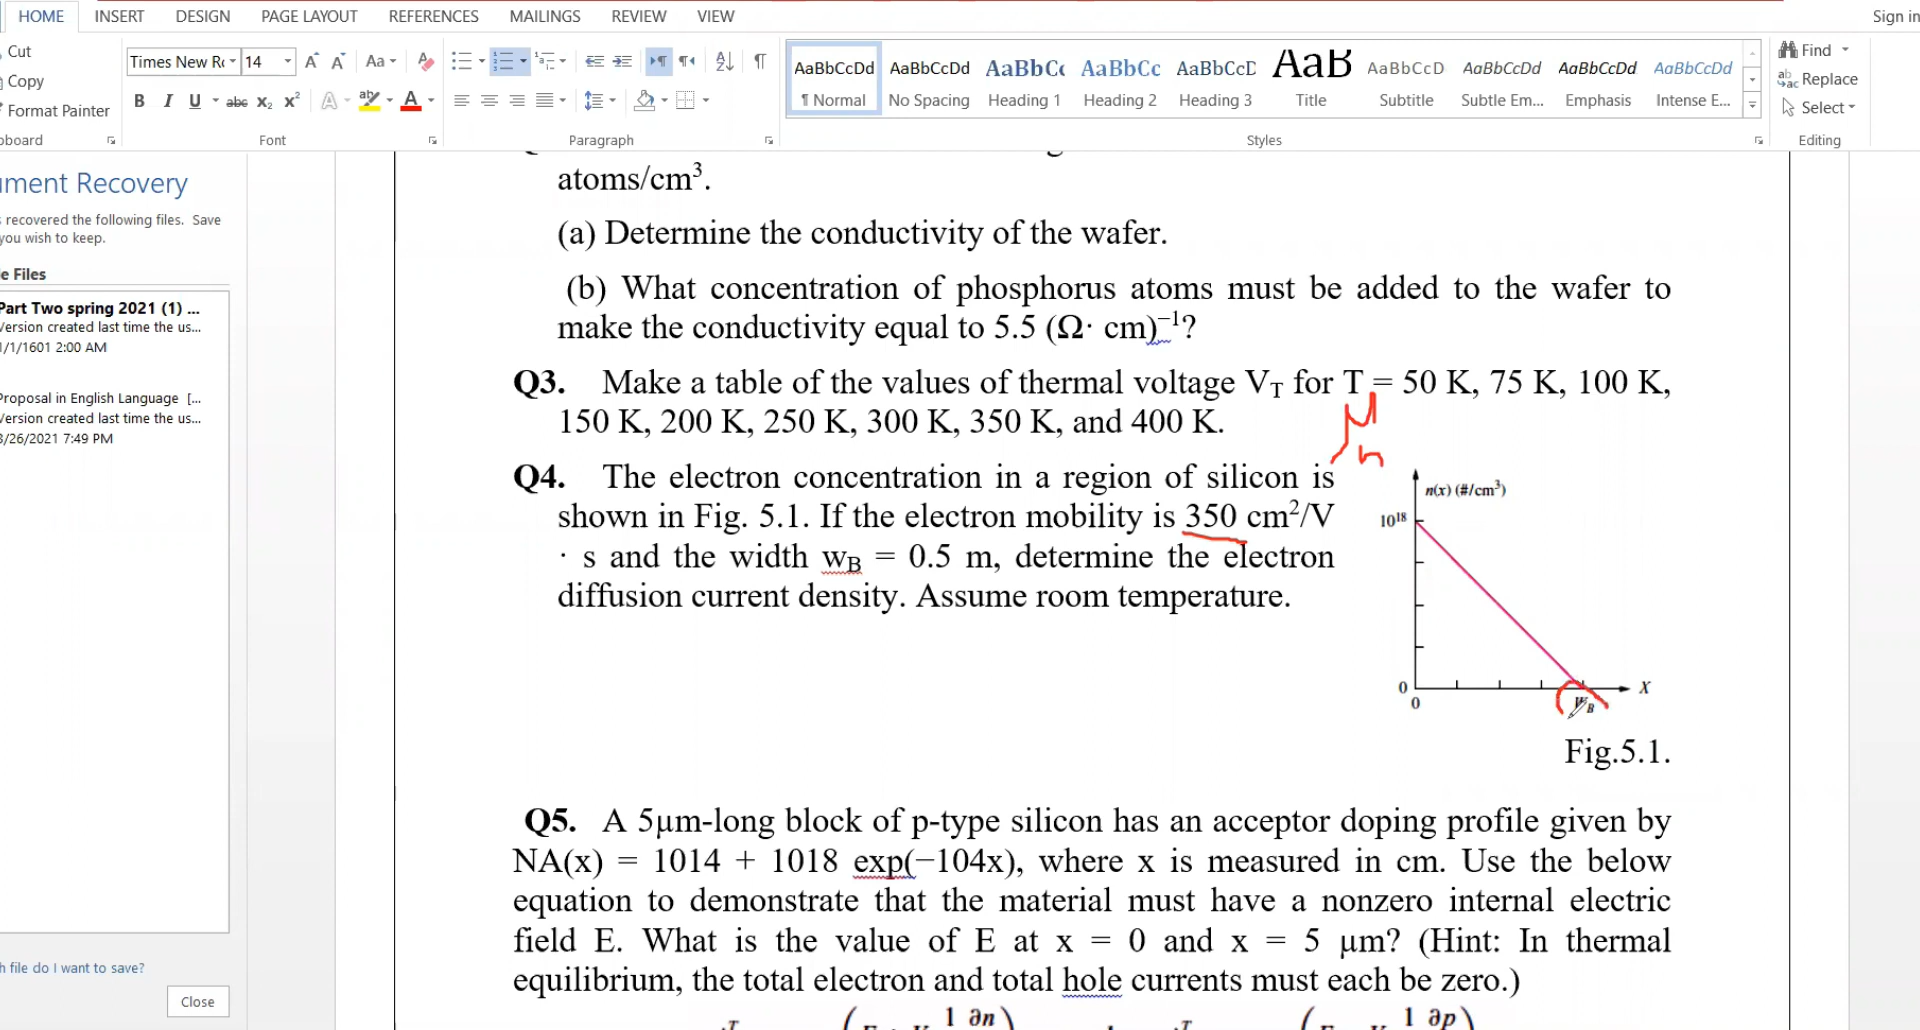 HOME INSERT DESIGN PAGE LAYOUT REFERENCES MAILINGS REVIEW VIEW Sign in
Cut
Copy
Format Painter
Times New Ro 14
Font
Paragraph
AaBbCcDd AaBbCcDd AaBbCc AaBbCc AaBbCcD AaB AaBbCcD AaBbCcDd AaBbCcDd AaBbCcDd
¶ Normal No Spacing Heading 1 Heading 2 Heading 3 Title Subtitle Subtle Em... Emphasis Intense E...
Styles
Find
Replace
Select
Editing
Recovery
recovered the following files. Save
you wish to keep.
Files
Part Two spring 2021 (1) ...
Version created last time the us...
1/1/1601 2:00 AM
Proposal in English Language [...
Version created last time the us...
3/26/2021 7:49 PM
file do I want to save?
Close
atoms/cm³.
(a) Determine the conductivity of the wafer.
(b) What concentration of phosphorus atoms must be added to the wafer to
make the conductivity equal to 5.5 (Ω· cm)⁻¹?
Q3. Make a table of the values of thermal voltage V_T for T = 50 K, 75 K, 100 K,
150 K, 200 K, 250 K, 300 K, 350 K, and 400 K.
Q4. The electron concentration in a region of silicon is
shown in Fig. 5.1. If the electron mobility is 350 cm²/V
· s and the width w_B = 0.5 m, determine the electron
diffusion current density. Assume room temperature.
μn
n(x) (#/cm³)
10¹⁸
0
0
W_B
X
Fig.5.1.
Q5. A 5μm-long block of p-type silicon has an acceptor doping profile given by
NA(x) = 1014 + 1018 exp(−104x), where x is measured in cm. Use the below
equation to demonstrate that the material must have a nonzero internal electric
field E. What is the value of E at x = 0 and x = 5 μm? (Hint: In thermal
equilibrium, the total electron and total hole currents must each be zero.)